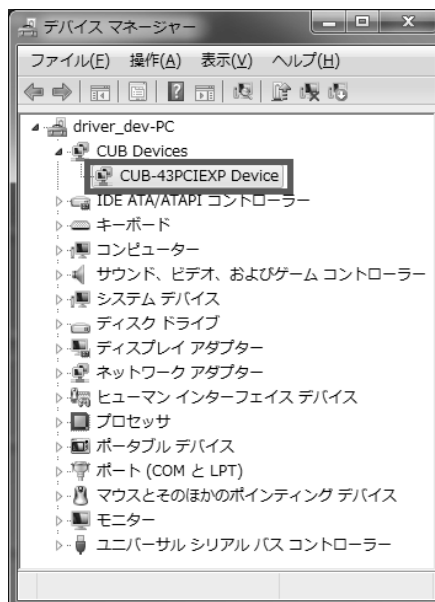 デバイス マネージャー
ファイル(F) 操作(A) 表示(V) ヘルプ(H)
driver_dev-PC
CUB Devices
CUB-43PCIEXP Device
IDE ATA/ATAPI コントローラー
キーボード
コンピューター
サウンド、ビデオ、およびゲーム コントローラー
システム デバイス
ディスク ドライブ
ディスプレイ アダプター
ネットワーク アダプター
ヒューマン インターフェイス デバイス
プロセッサ
ポータブル デバイス
ポート (COM と LPT)
マウスとそのほかのポインティング デバイス
モニター
ユニバーサル シリアル バス コントローラー